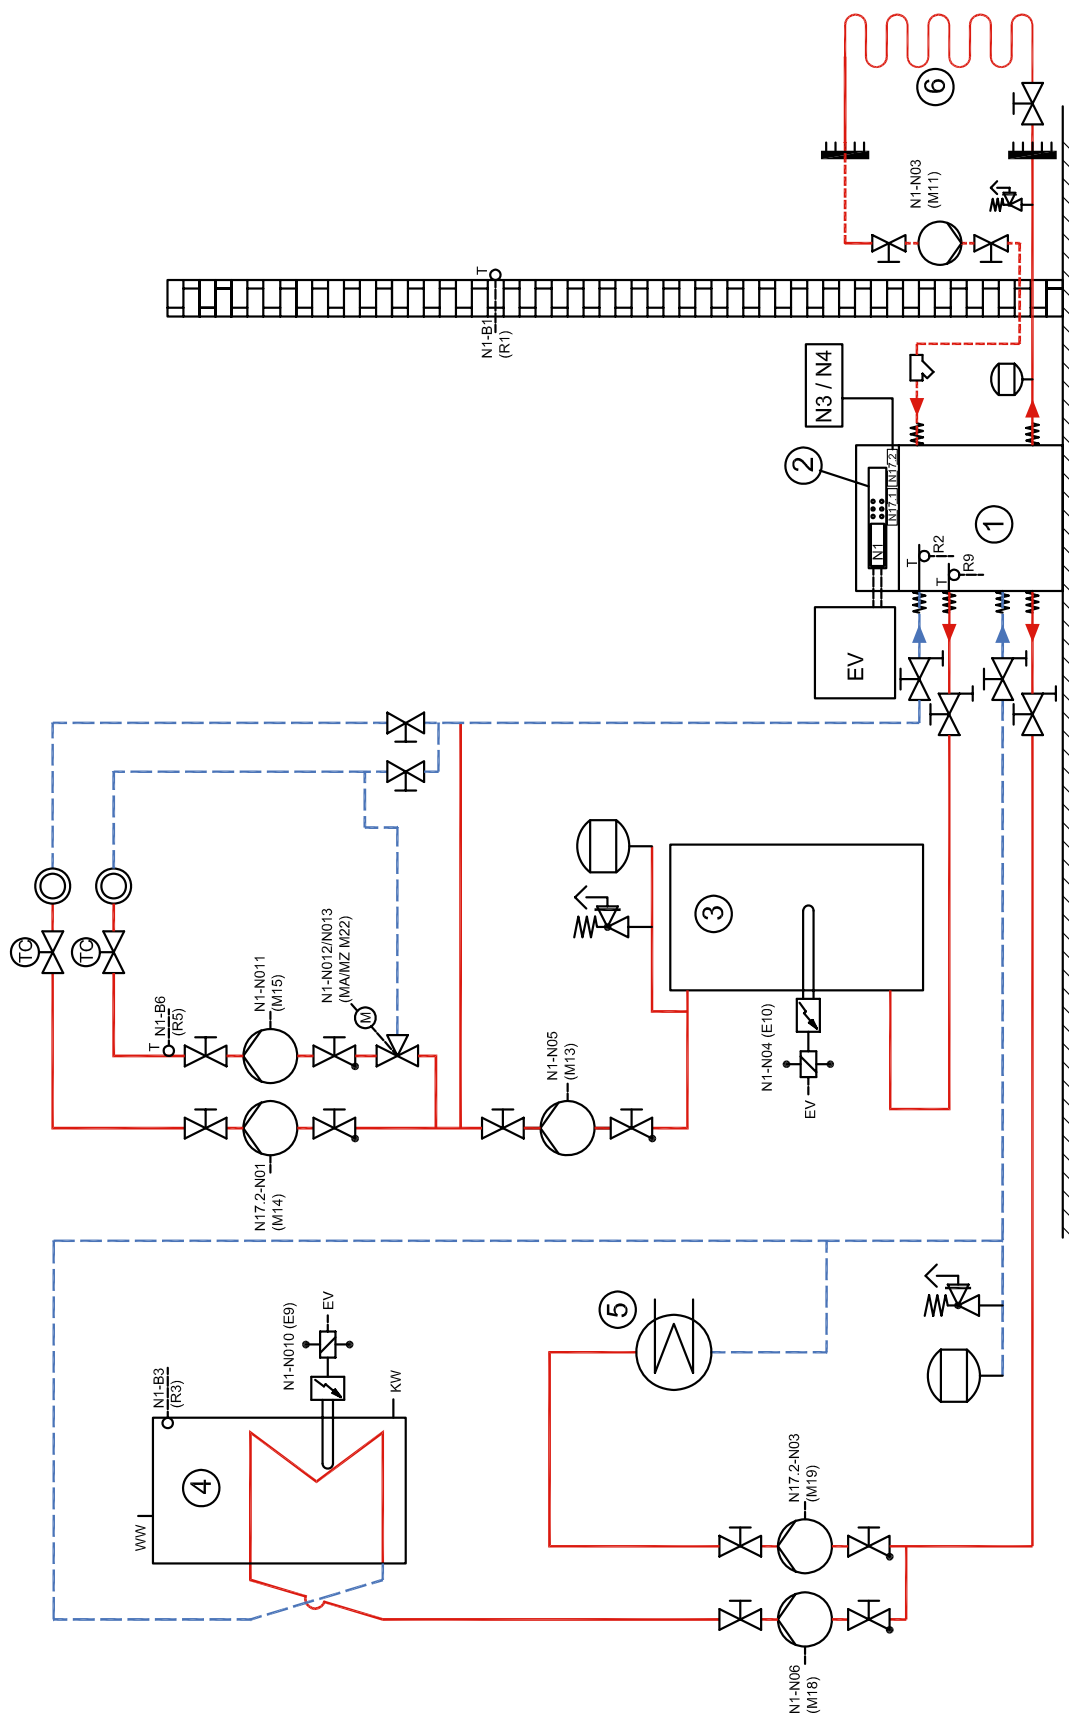 6
N1-N03
(M11)
T
N1-B1
(R1)
N3 / N4
2
N17.2
N17.1
N1
1
T
R2
T
R9
EV
TC
TC
T
N1-B6
(R5)
N1-N011
(M15)
N1-N012/N013
(MA/MZ M22)
M
N17.2-N01
(M14)
N1-N05
(M13)
3
N1-N04 (E10)
EV
5
N1-N010 (E9)
EV
N1-B3
(R3)
KW
4
WW
N17.2-N03
(M19)
N1-N06
(M18)